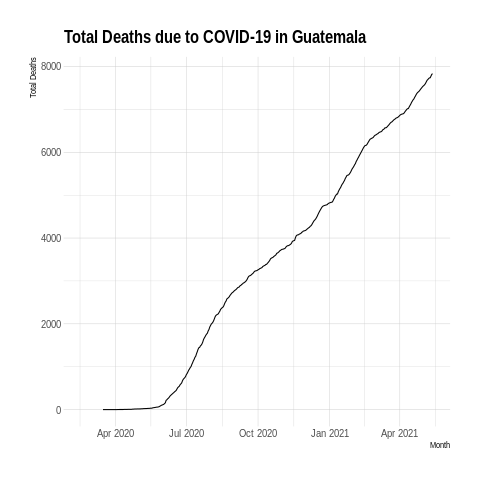 Total Deaths due to COVID-19 in Guatemala
Total Deaths
8000
6000
4000
2000
0
Apr 2020 Jul 2020 Oct 2020 Jan 2021 Apr 2021
Month